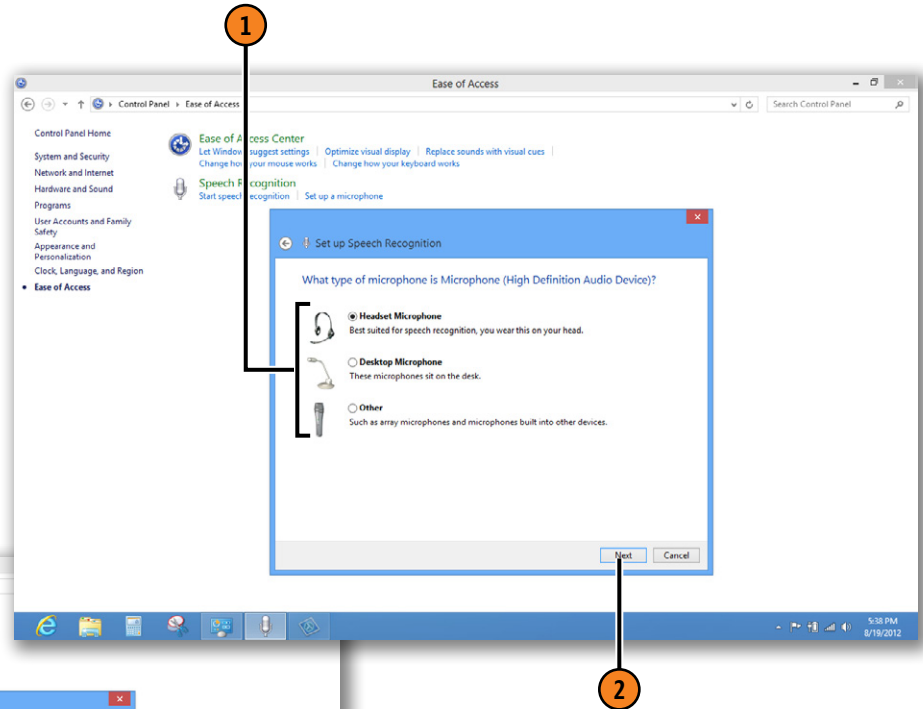 1
Ease of Access
Control Panel ▸ Ease of Access
Search Control Panel
Control Panel Home
System and Security
Network and Internet
Hardware and Sound
Programs
User Accounts and Family
Safety
Appearance and
Personalization
Clock, Language, and Region
Ease of Access
Ease of Access Center
Let Windows suggest settings | Optimize visual display | Replace sounds with visual cues |
Change how your mouse works | Change how your keyboard works
Speech Recognition
Start speech recognition | Set up a microphone
Set up Speech Recognition
What type of microphone is Microphone (High Definition Audio Device)?
Headset Microphone
Best suited for speech recognition, you wear this on your head.
Desktop Microphone
These microphones sit on the desk.
Other
Such as array microphones and microphones built into other devices.
Next Cancel
5:38 PM
8/19/2012
2